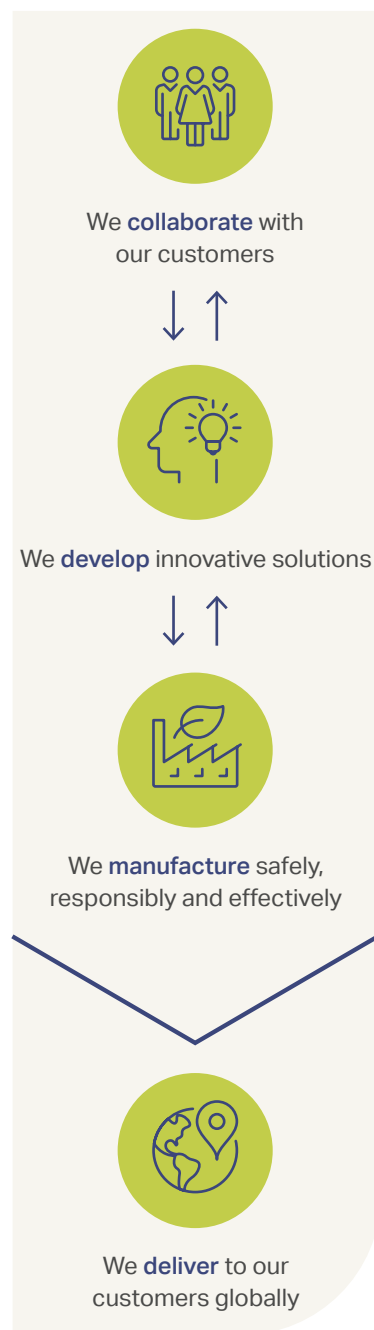 We collaborate with
our customers
We develop innovative solutions
We manufacture safely,
responsibly and effectively
We deliver to our
customers globally